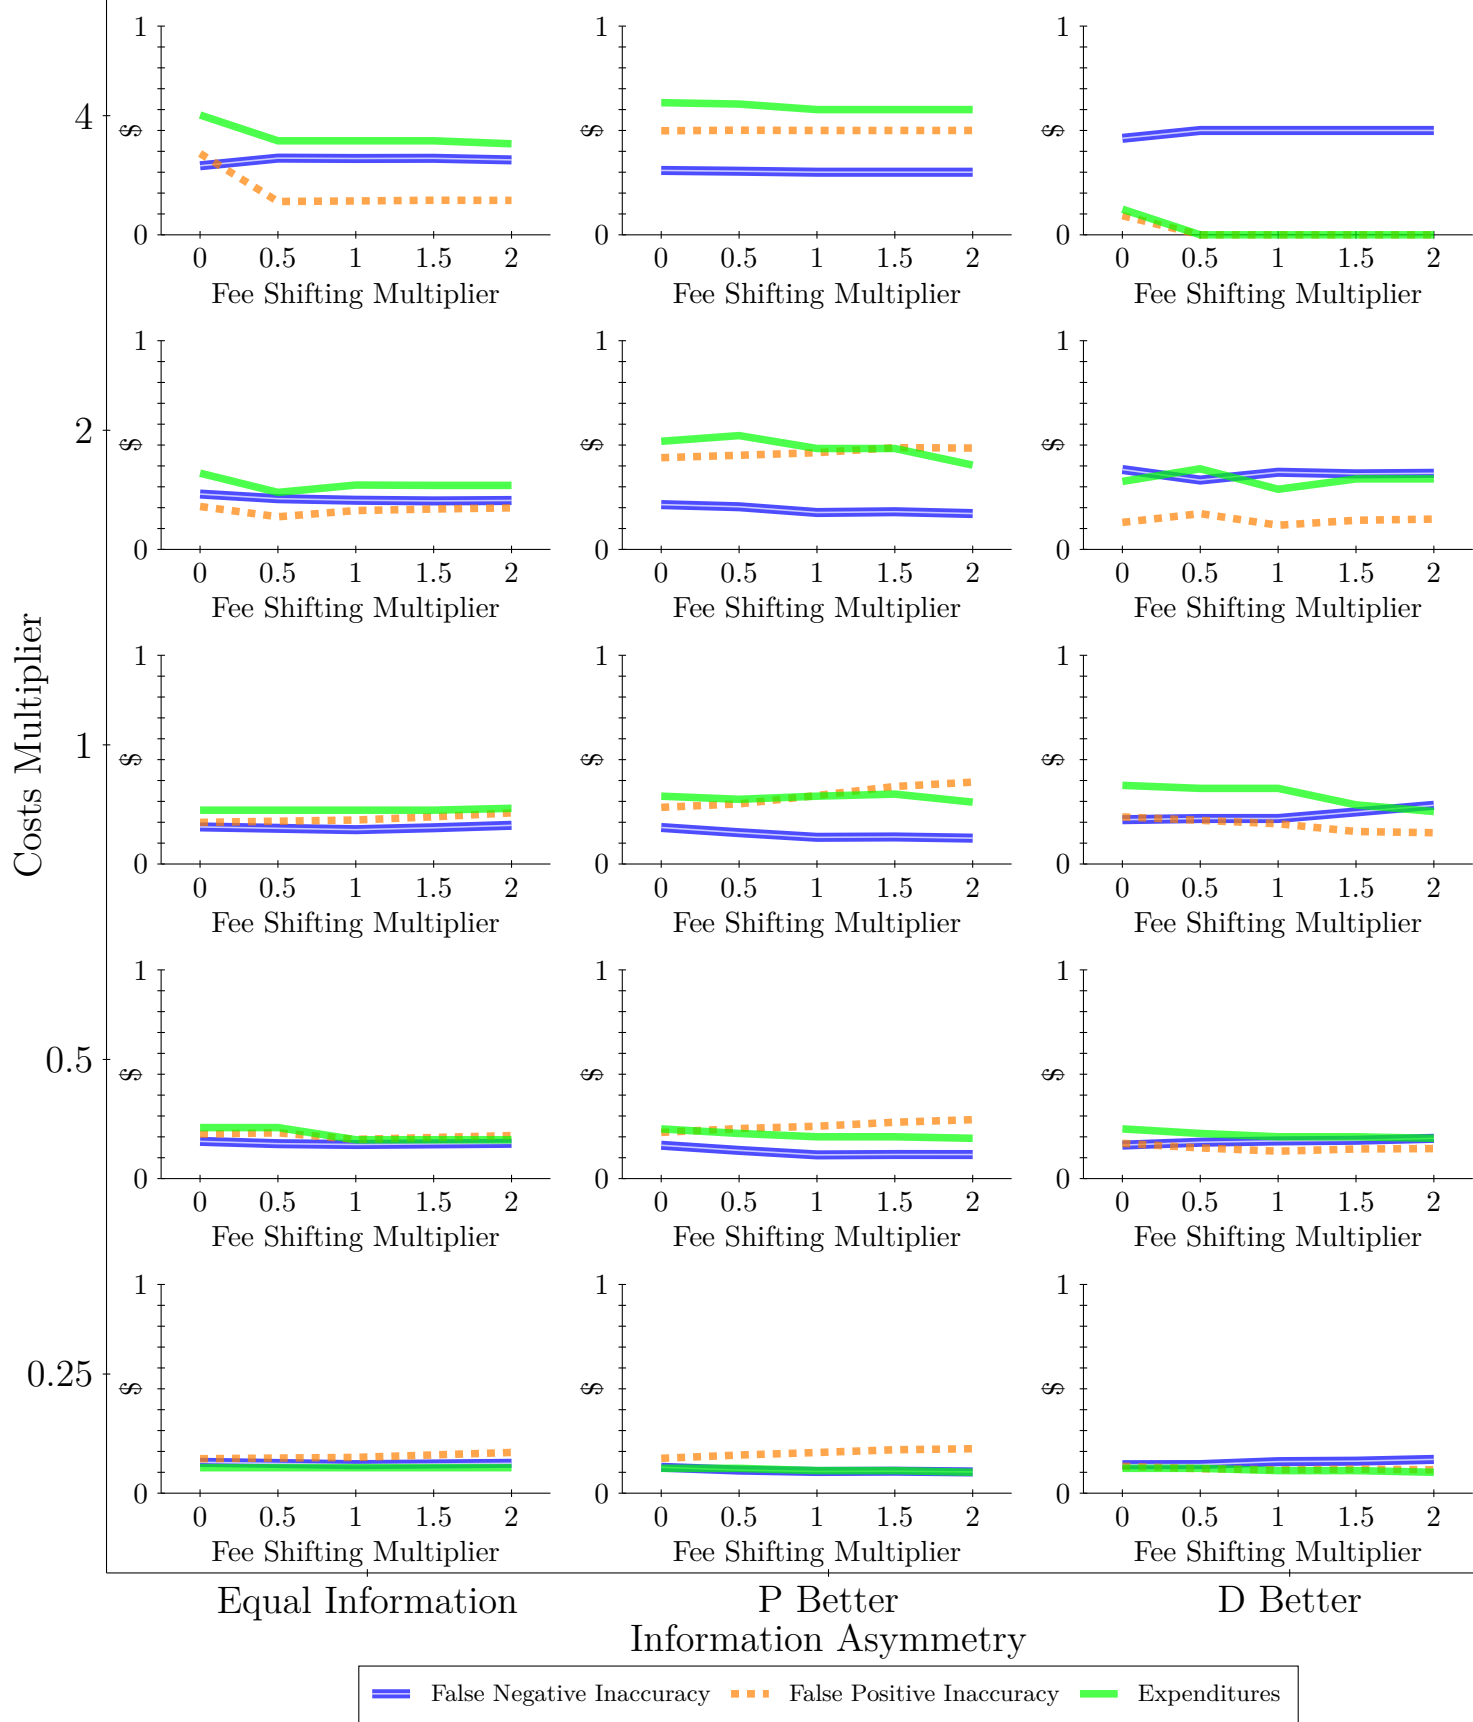 Costs Multiplier
4
2
1
0.5
0.25
1
$
0
0 0.5 1 1.5 2
Fee Shifting Multiplier
1
$
0
0 0.5 1 1.5 2
Fee Shifting Multiplier
1
$
0
0 0.5 1 1.5 2
Fee Shifting Multiplier
1
$
0
0 0.5 1 1.5 2
Fee Shifting Multiplier
1
$
0
0 0.5 1 1.5 2
Fee Shifting Multiplier
1
$
0
0 0.5 1 1.5 2
Fee Shifting Multiplier
1
$
0
0 0.5 1 1.5 2
Fee Shifting Multiplier
1
$
0
0 0.5 1 1.5 2
Fee Shifting Multiplier
1
$
0
0 0.5 1 1.5 2
Fee Shifting Multiplier
1
$
0
0 0.5 1 1.5 2
Fee Shifting Multiplier
1
$
0
0 0.5 1 1.5 2
Fee Shifting Multiplier
1
$
0
0 0.5 1 1.5 2
Fee Shifting Multiplier
1
$
0
0 0.5 1 1.5 2
Fee Shifting Multiplier
1
$
0
0 0.5 1 1.5 2
Fee Shifting Multiplier
1
$
0
0 0.5 1 1.5 2
Fee Shifting Multiplier
Equal Information P Better D Better
Information Asymmetry
False Negative Inaccuracy False Positive Inaccuracy Expenditures